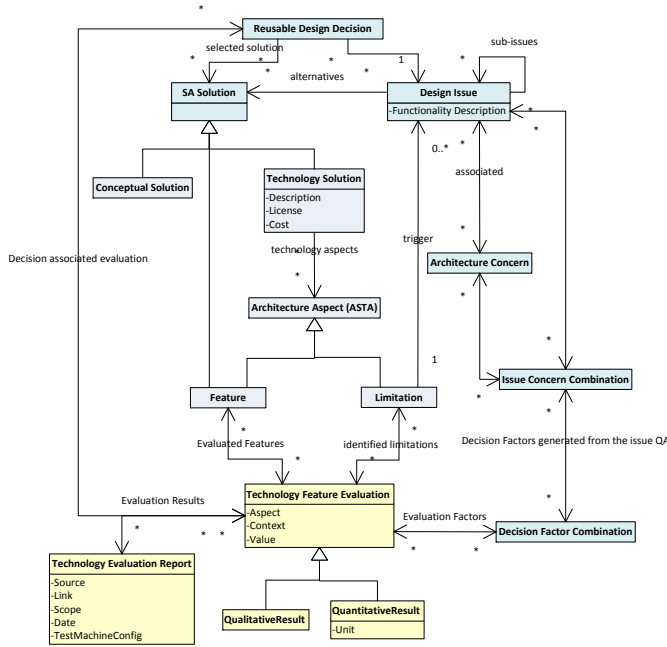 *
Reusable Design Decision
selected solution
sub-issues
*
*
*
1
*
*
*
alternatives
SA Solution
Design Issue
-Functionality Description
*
*
*
*
0..*
associated
Technology Solution
-Description
-License
-Cost
Conceptual Solution
trigger
technology aspects
*
*
*
Decision associated evaluation
Architecture Concern
*
Architecture Aspect (ASTA)
*
1
Issue Concern Combination
*
*
Feature
Limitation
*
*
Evaluated Features
identified limitations
Decision Factors generated from the issue QA
*
*
*
Technology Feature Evaluation
-Aspect
-Context
-Value
Evaluation Results
Evaluation Factors
*
*
*
*
Decision Factor Combination
*
*
Technology Evaluation Report
-Source
-Link
-Scope
-Date
-TestMachineConfig
QualitativeResult
QuantitativeResult
-Unit